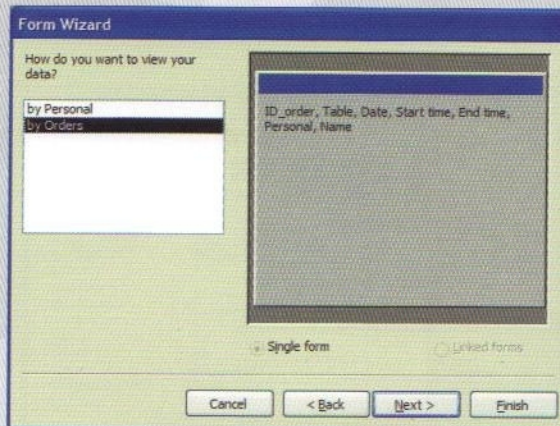 Form Wizard
How do you want to view your
data?
by Personal
by Orders
ID_order, Table, Date, Start time, End time,
Personal, Name
Single form
Linked forms
Cancel
< Back
Next >
Finish